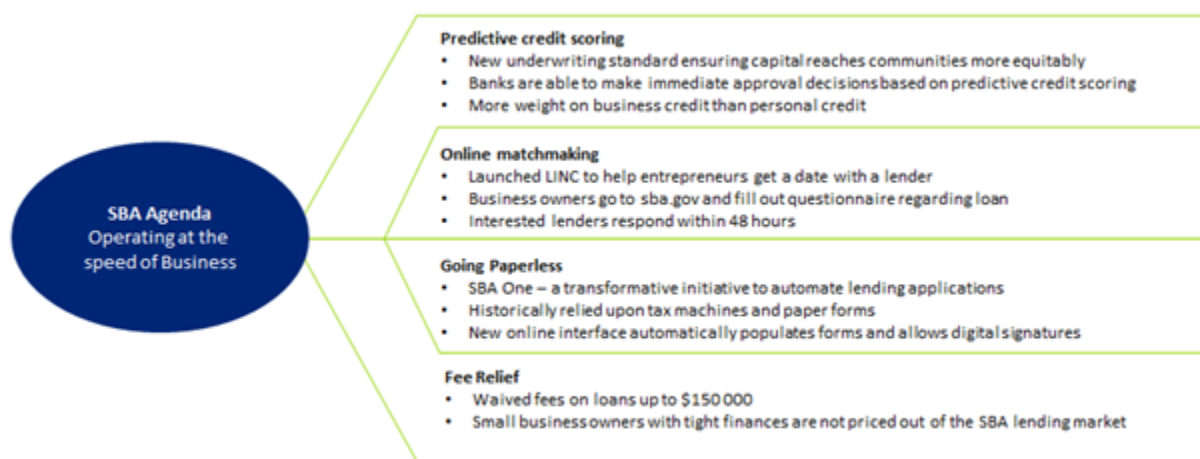 SBA Agenda
Operating at the
speed of Business
Predictive credit scoring
• New underwriting standard ensuring capital reaches communities more equitably
• Banks are able to make immediate approval decisions based on predictive credit scoring
• More weight on business credit than personal credit
Online matchmaking
• Launched LINC to help entrepreneurs get a date with a lender
• Business owners go to sba.gov and fill out questionnaire regarding loan
• Interested lenders respond within 48 hours
Going Paperless
• SBA One – a transformative initiative to automate lending applications
• Historically relied upon tax machines and paper forms
• New online interface automatically populates forms and allows digital signatures
Fee Relief
• Waived fees on loans up to $150 000
• Small business owners with tight finances are not priced out of the SBA lending market